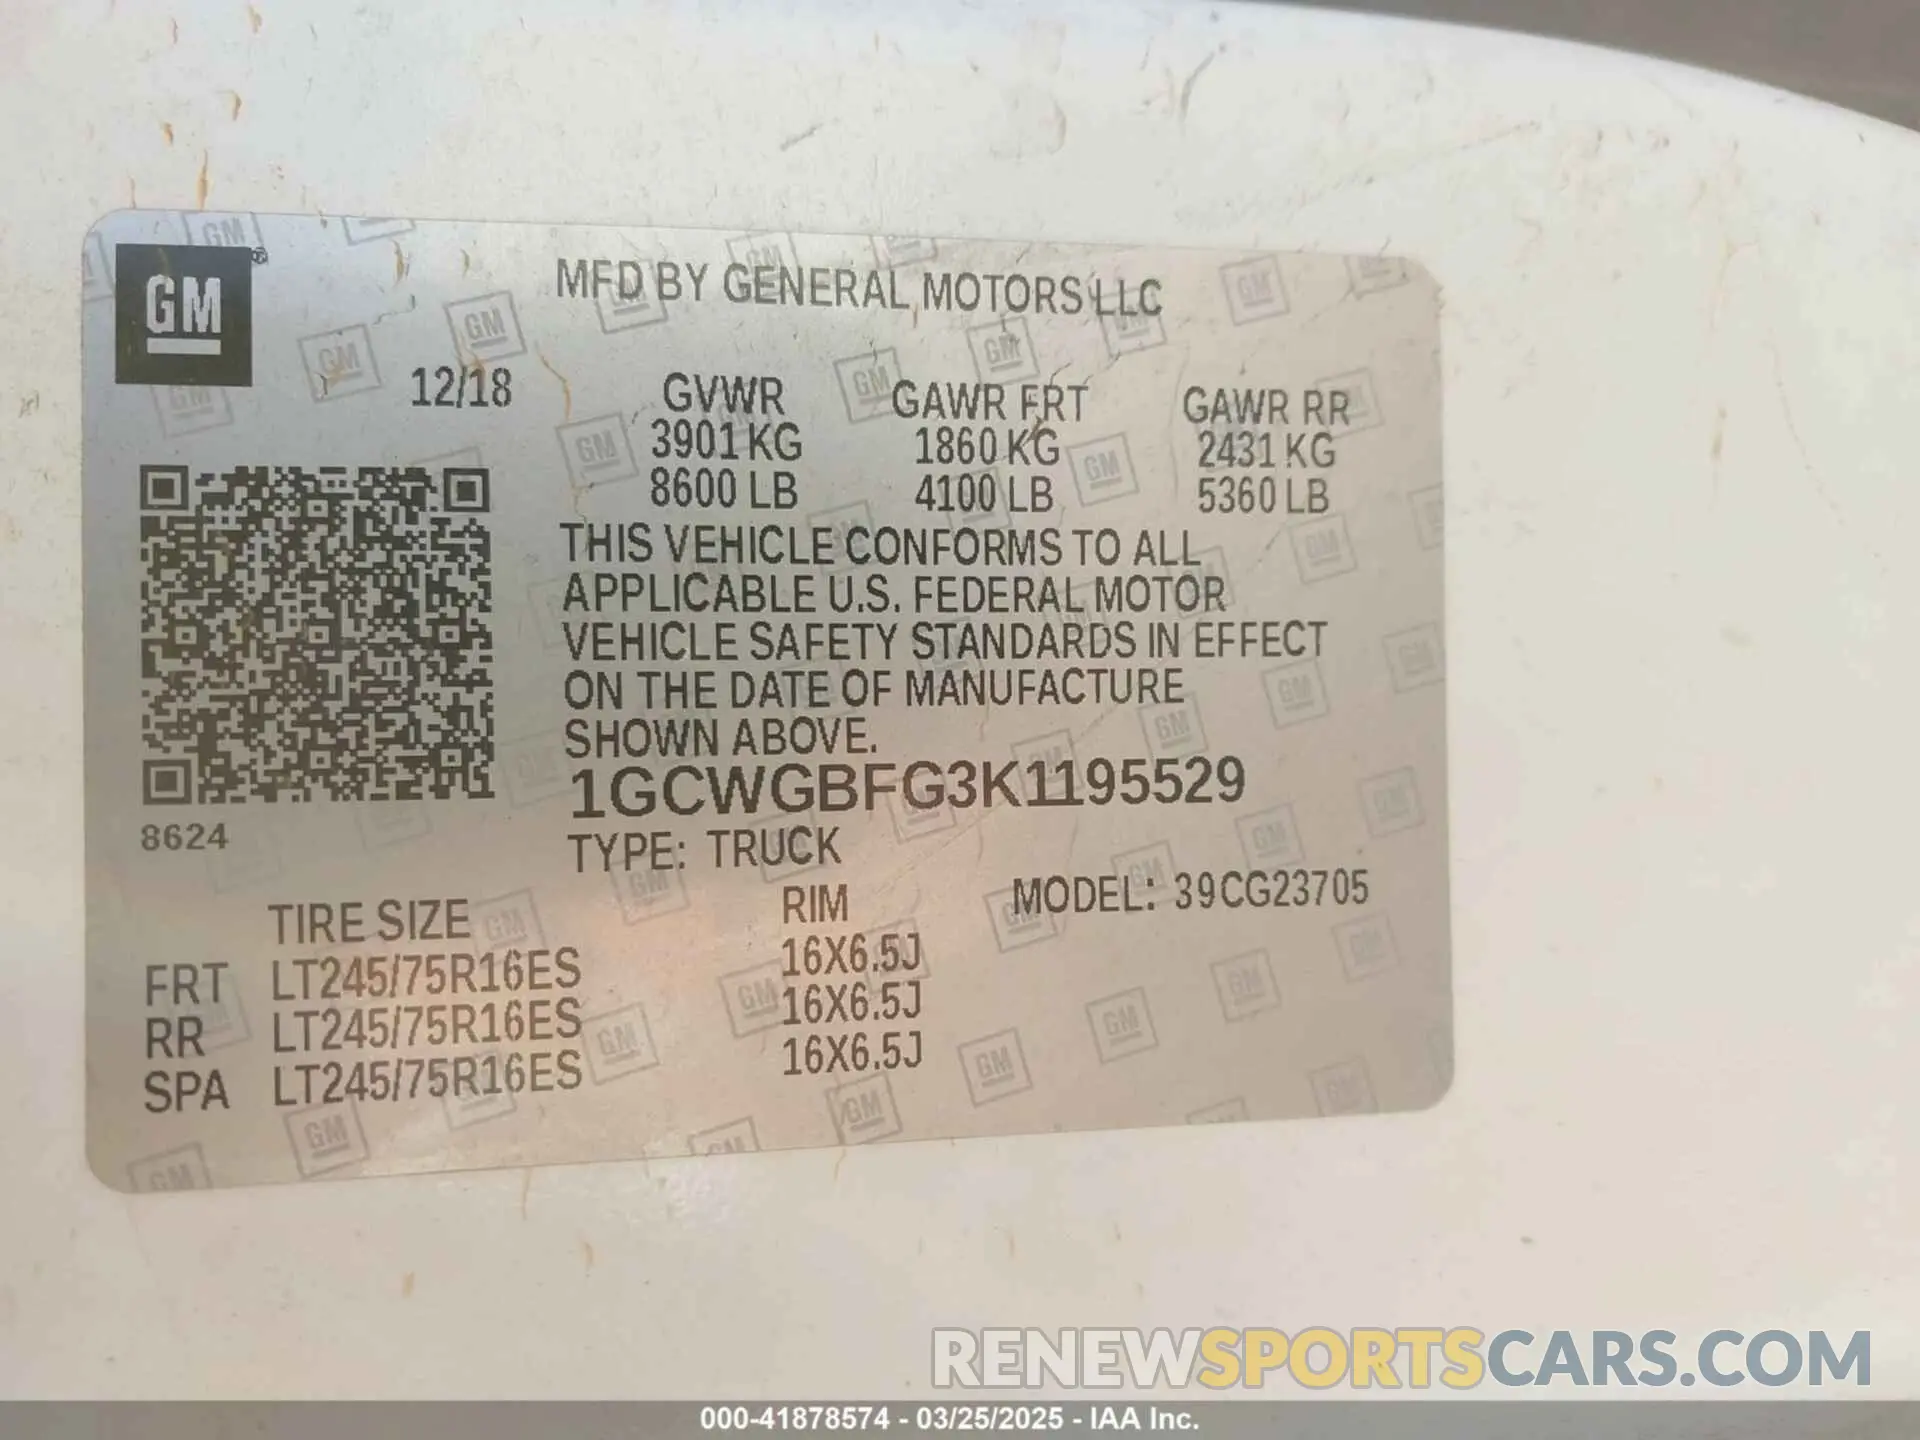 GM
MFD BY GENERAL MOTORS LLC
12/18
GVWR GAWR FRT GAWR RR
3901 KG 1860 KG 2431 KG
8600 LB 4100 LB 5360 LB
THIS VEHICLE CONFORMS TO ALL
APPLICABLE U.S. FEDERAL MOTOR
VEHICLE SAFETY STANDARDS IN EFFECT
ON THE DATE OF MANUFACTURE
SHOWN ABOVE.
1GCWGBFG3K1195529
8624
TYPE: TRUCK
TIRE SIZE RIM MODEL: 39CG23705
FRT LT245/75R16ES 16X6.5J
RR LT245/75R16ES 16X6.5J
SPA LT245/75R16ES 16X6.5J
RENEWSPORTSCARS.COM
000-41878574 - 03/25/2025 - IAA Inc.